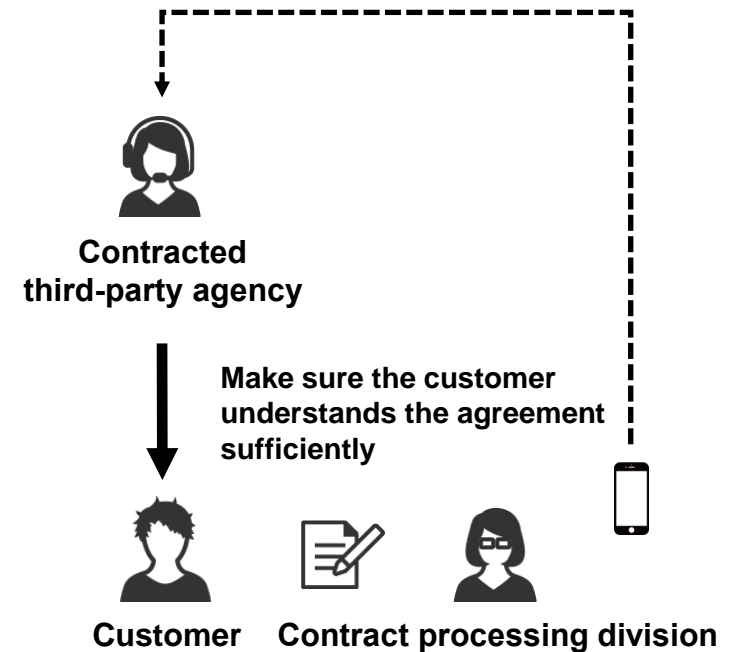 Contracted
third-party agency
Make sure the customer
understands the agreement
sufficiently
Customer
Contract processing division